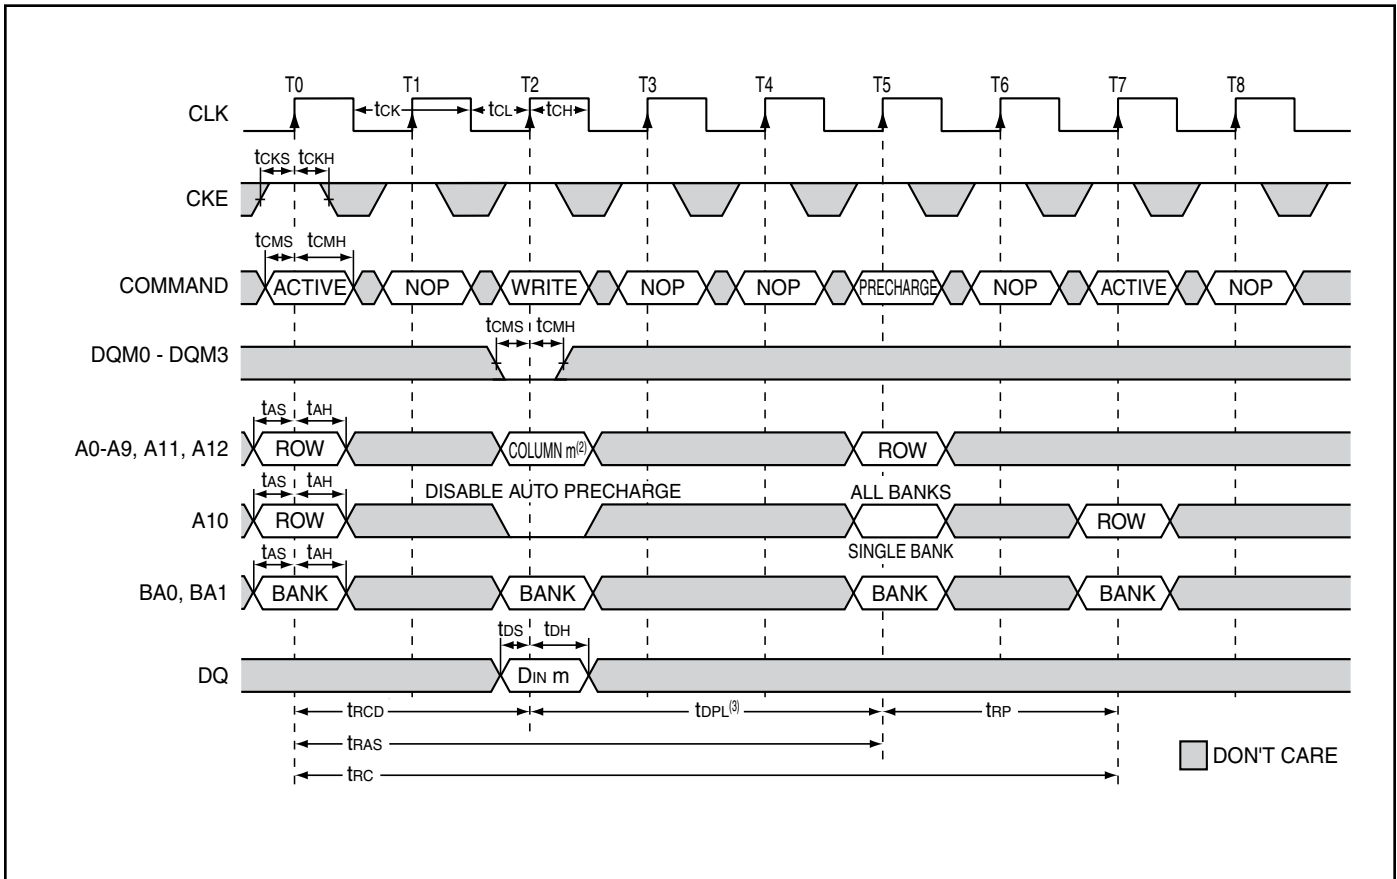 T0 T1 T2 T3 T4 T5 T6 T7 T8
CLK tCK tCL tCH
tCKS tCKH
CKE
tCMS tCMH
COMMAND ACTIVE NOP WRITE NOP NOP PRECHARGE NOP ACTIVE NOP
tCMS tCMH
DQM0 - DQM3
tAS tAH
A0-A9, A11, A12 ROW COLUMN m(2) ROW
tAS tAH DISABLE AUTO PRECHARGE ALL BANKS
A10 ROW ROW
tAS tAH SINGLE BANK
BA0, BA1 BANK BANK BANK BANK
tDS tDH
DQ DIN m
tRCD tDPL(3) tRP
tRAS
tRC
DON'T CARE